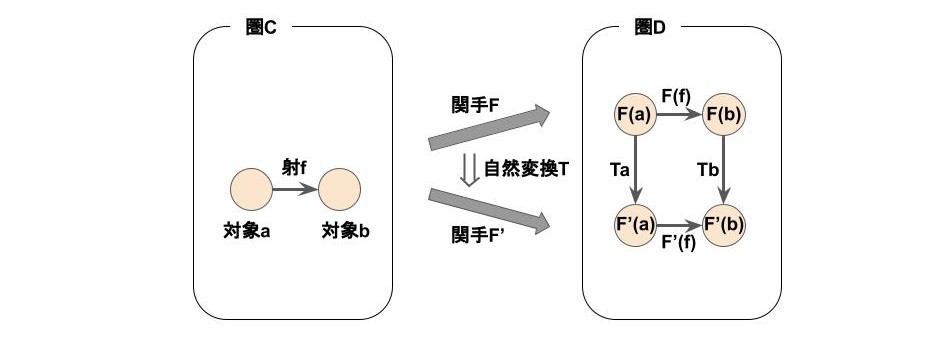 圏C
射f
対象a
対象b
関手F
自然変換T
関手F’
圏D
F(f)
F(a)
F(b)
Ta
Tb
F’(a)
F’(b)
F’(f)